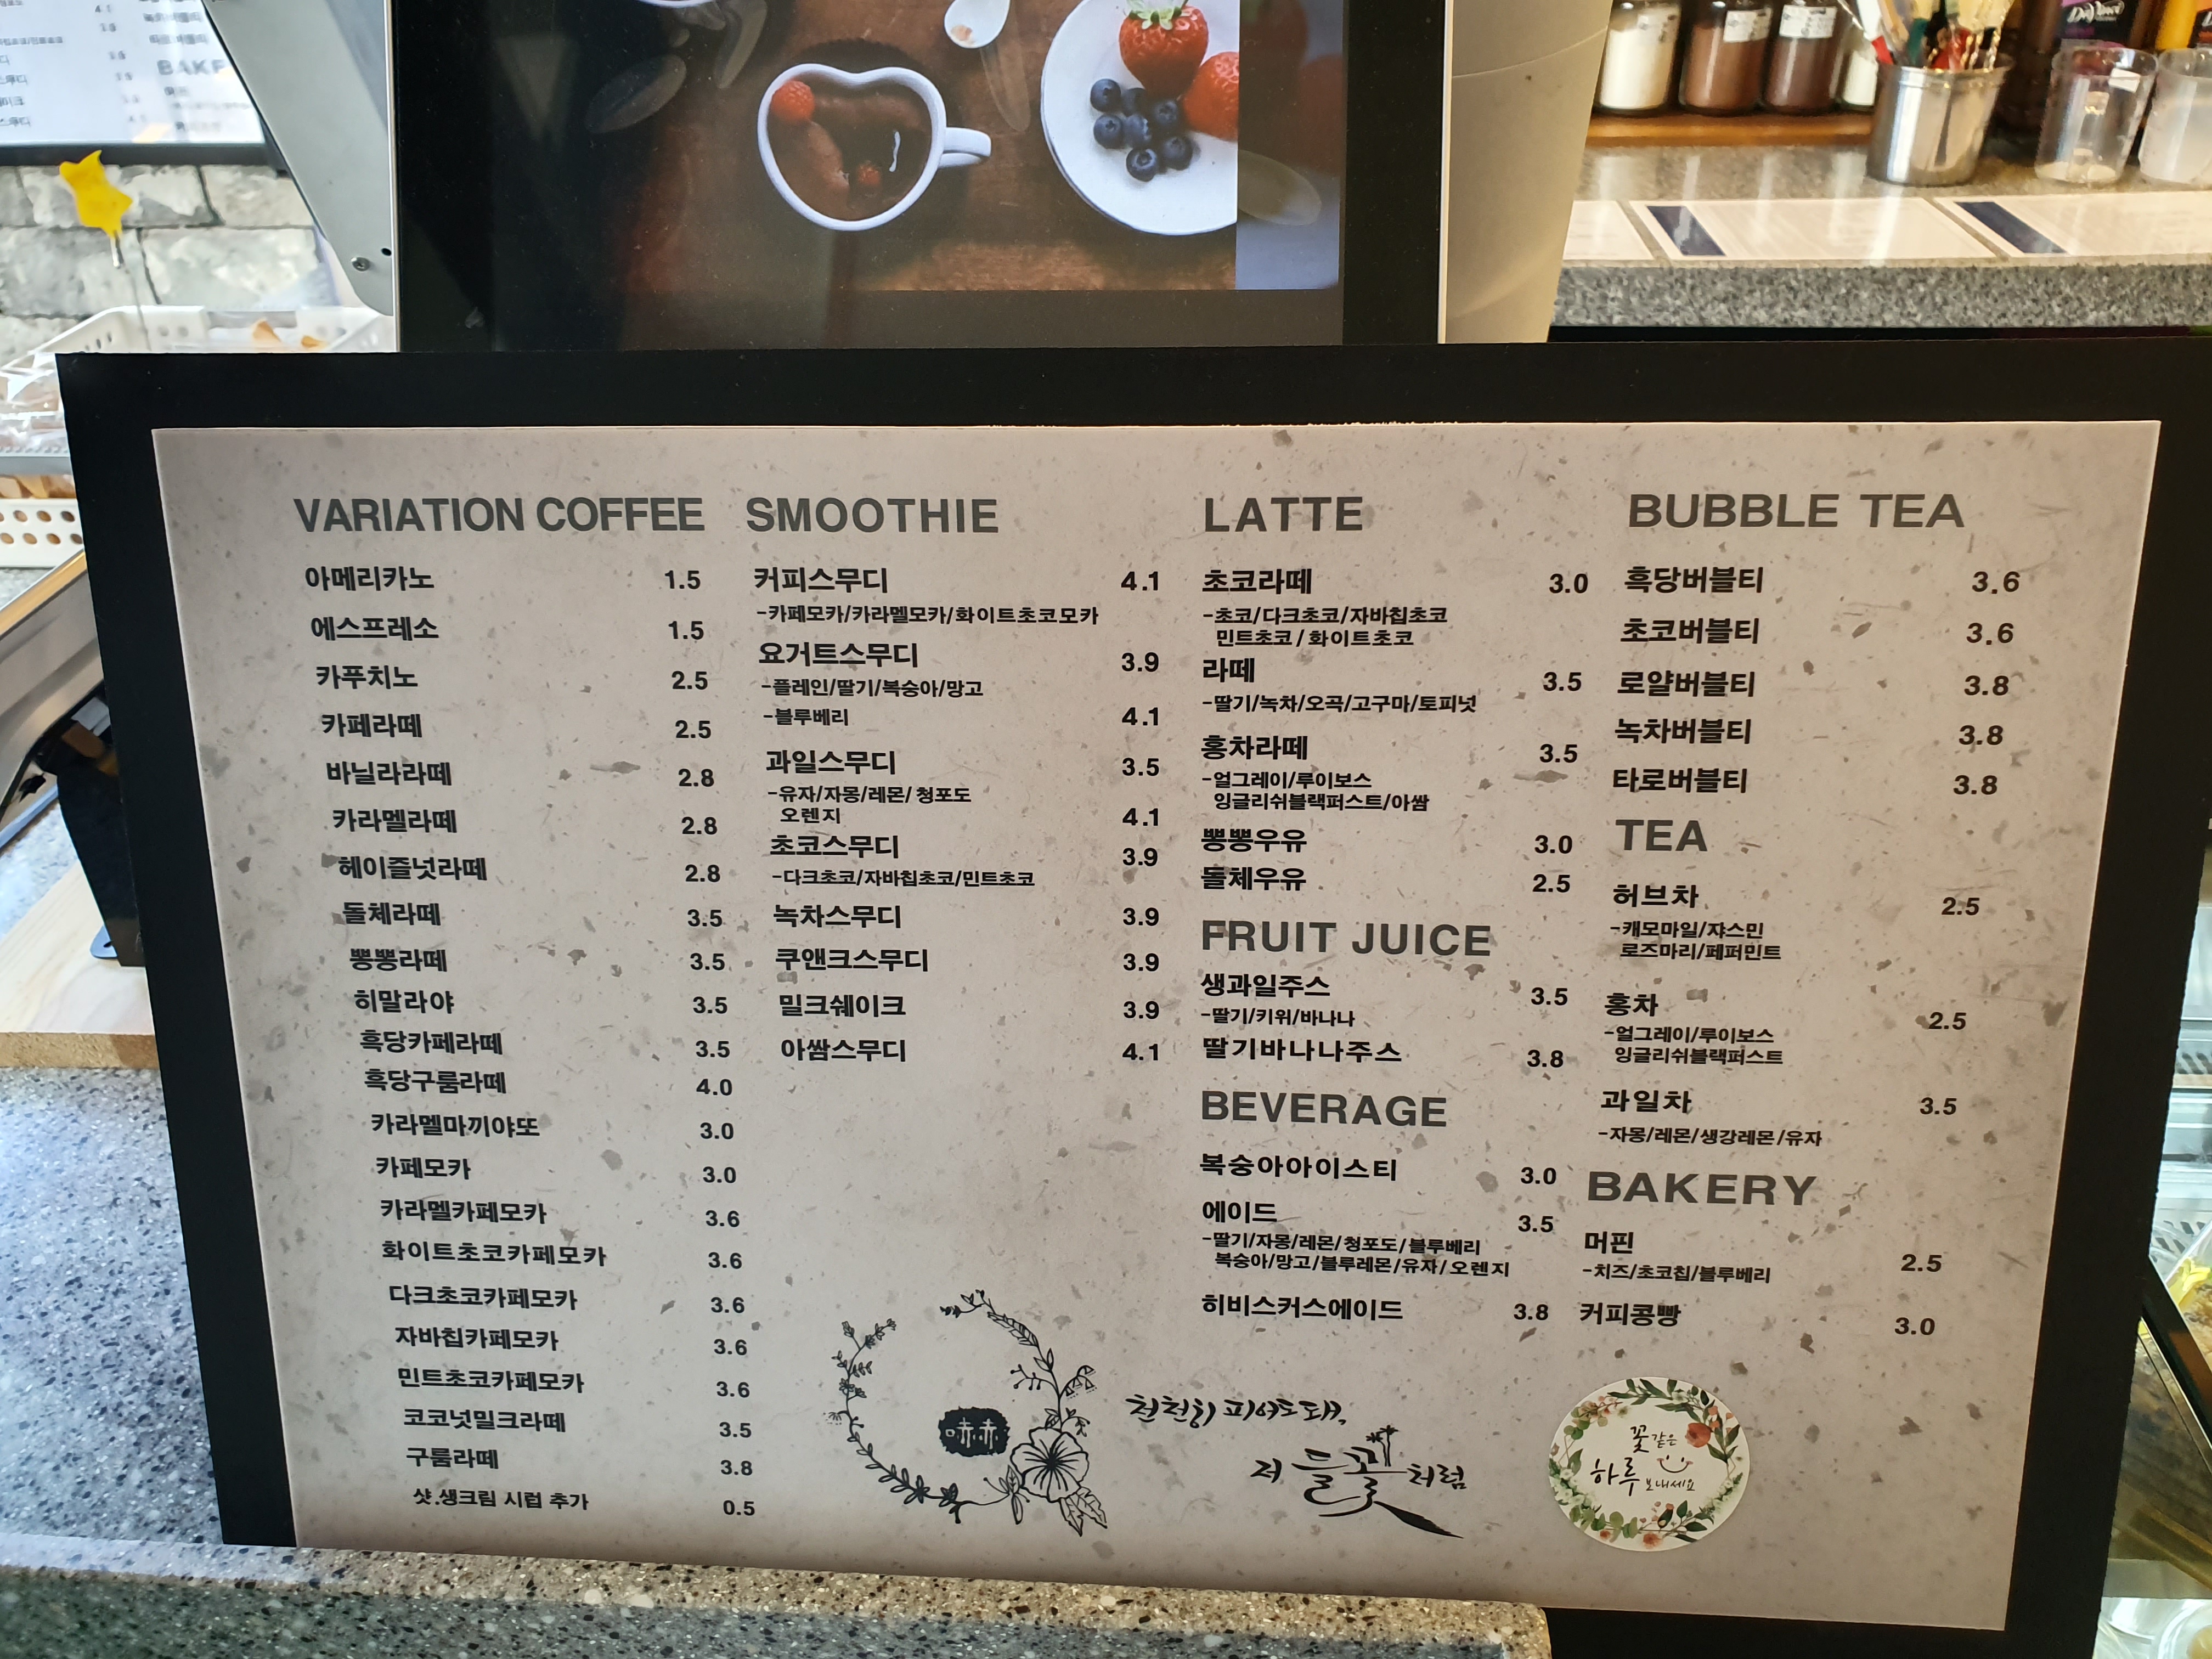 BAKE
DaVinci
VARIATION COFFEE
아메리카노 1.5
에스프레소 1.5
카푸치노 2.5
카페라떼 2.5
바닐라라떼 2.8
카라멜라떼 2.8
헤이즐넛라떼 2.8
돌체라떼 3.5
뽕뽕라떼 3.5
히말라야 3.5
흑당카페라떼 3.5
흑당구룸라떼 4.0
카라멜마끼야또 3.0
카페모카 3.0
카라멜카페모카 3.6
화이트초코카페모카 3.6
다크초코카페모카 3.6
자바칩카페모카 3.6
민트초코카페모카 3.6
코코넛밀크라떼 3.5
구룸라떼 3.8
샷.생크림 시럽 추가 0.5
SMOOTHIE
커피스무디 4.1
-카페모카/카라멜모카/화이트초코모카
요거트스무디 3.9
-플레인/딸기/복숭아/망고
-블루베리 4.1
과일스무디 3.5
-유자/자몽/레몬/청포도
오렌지 4.1
초코스무디 3.9
-다크초코/자바칩초코/민트초코
녹차스무디 3.9
쿠앤크스무디 3.9
밀크쉐이크 3.9
아쌈스무디 4.1
LATTE
초코라떼 3.0
-초코/다크초코/자바칩초코
민트초코/화이트초코
라떼 3.5
-딸기/녹차/오곡/고구마/토피넛
홍차라떼 3.5
-얼그레이/루이보스
잉글리쉬블랙퍼스트/아쌈
뽕뽕우유 3.0
돌체우유 2.5
FRUIT JUICE
생과일주스 3.5
-딸기/키위/바나나
딸기바나나주스 3.8
BEVERAGE
복숭아아이스티 3.0
에이드 3.5
-딸기/자몽/레몬/청포도/블루베리
복숭아/망고/블루레몬/유자/오렌지
히비스커스에이드 3.8
BUBBLE TEA
흑당버블티 3.6
초코버블티 3.6
로얄버블티 3.8
녹차버블티 3.8
타로버블티 3.8
TEA
허브차 2.5
-캐모마일/쟈스민
로즈마리/페퍼민트
홍차 2.5
-얼그레이/루이보스
잉글리쉬블랙퍼스트
과일차 3.5
-자몽/레몬/생강레몬/유자
BAKERY
머핀 2.5
-치즈/초코칩/블루베리
커피콩빵 3.0
천천히 피어도 돼,
저 들꽃처럼
꽃같은
하루 보내세요